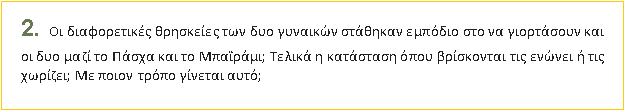 2. Οι διαφορετικές θρησκείες των δυο γυναικών στάθηκαν εμπόδιο στο να γιορτάσουν και
οι δυο μαζί το Πάσχα και το Μπαϊράμι; Τελικά η κατάσταση όπου βρίσκονται τις ενώνει ή τις
χωρίζει; Με ποιον τρόπο γίνεται αυτό;